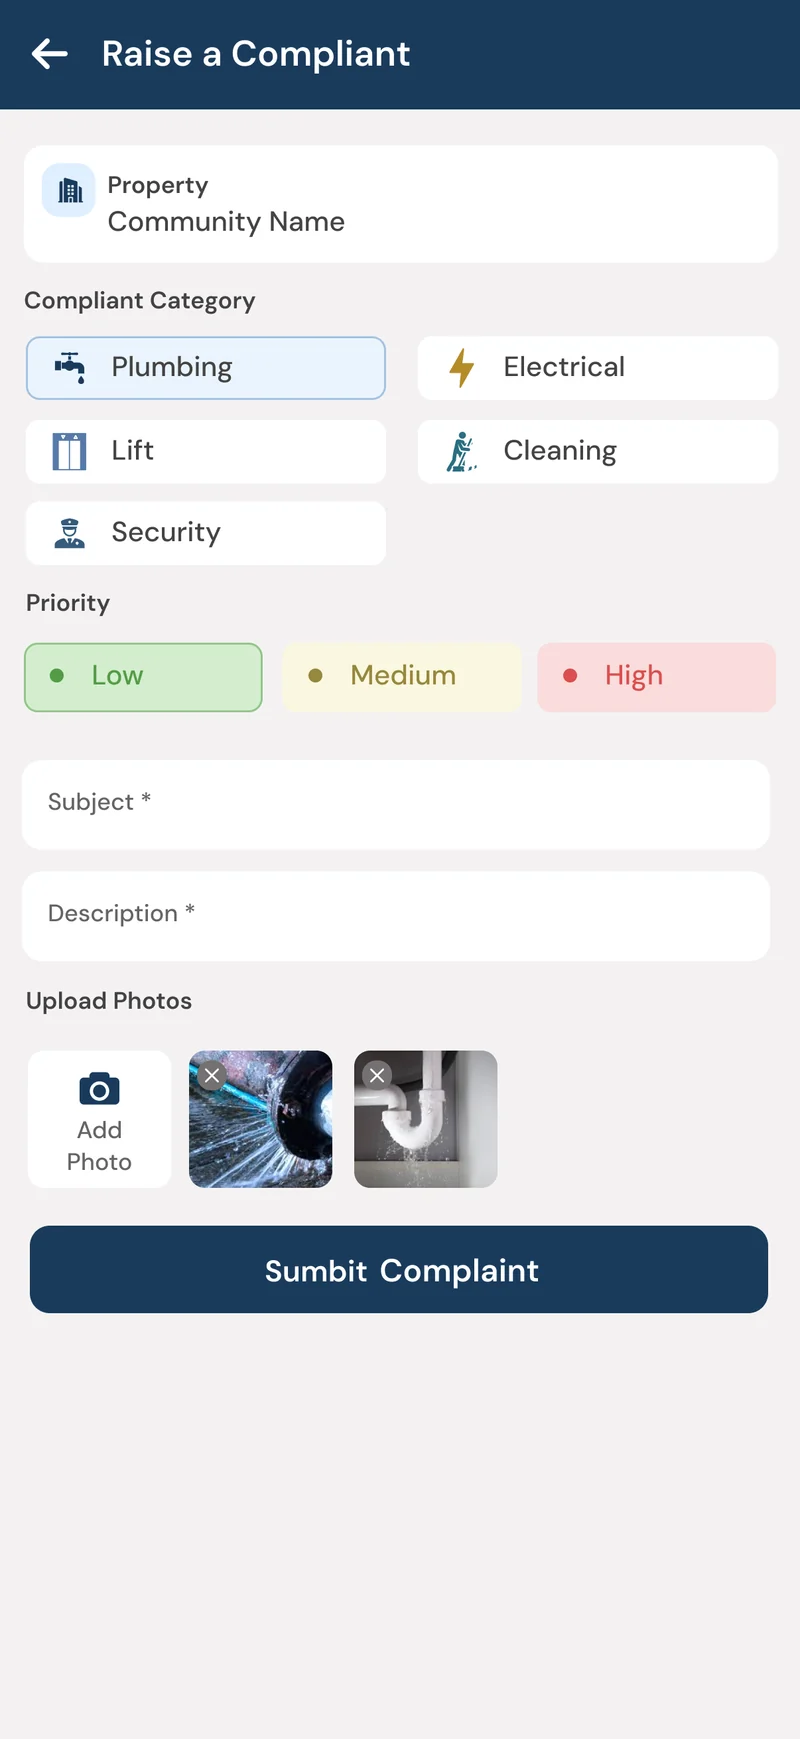 Raise a Compliant
Property
Community Name
Compliant Category
Plumbing
Electrical
Lift
Cleaning
Security
Priority
Low
Medium
High
Subject *
Description *
Upload Photos
Add
Photo
Sumbit Complaint